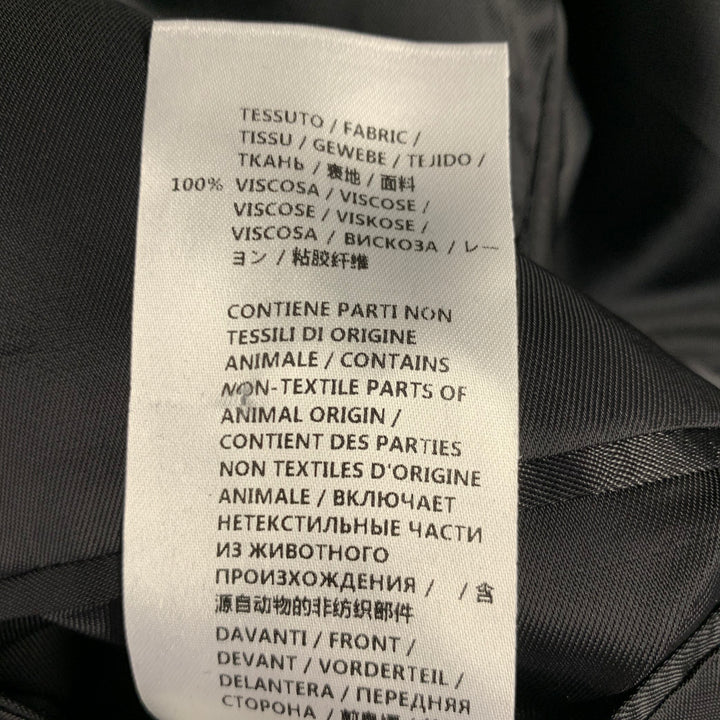 TESSUTO / FABRIC /
TISSU / GEWEBE / TEJIDO /
ТКАНЬ / 表地 / 面料
100% VISCOSA / VISCOSE /
VISCOSE / VISKOSE /
VISCOSA / ВИСКОЗА / レー
ヨン / 粘胶纤维
CONTIENE PARTI NON
TESSILI DI ORIGINE
ANIMALE / CONTAINS
NON-TEXTILE PARTS OF
ANIMAL ORIGIN /
CONTIENT DES PARTIES
NON TEXTILES D'ORIGINE
ANIMALE / ВКЛЮЧАЕТ
НЕТЕКСТИЛЬНЫЕ ЧАСТИ
ИЗ ЖИВОТНОГО
ПРОИЗХОЖДЕНИЯ / / 含
源自动物的非纺织部件
DAVANTI / FRONT /
DEVANT / VORDERTEIL /
DELANTERA / ПЕРЕДНЯЯ
СТОРОНА /